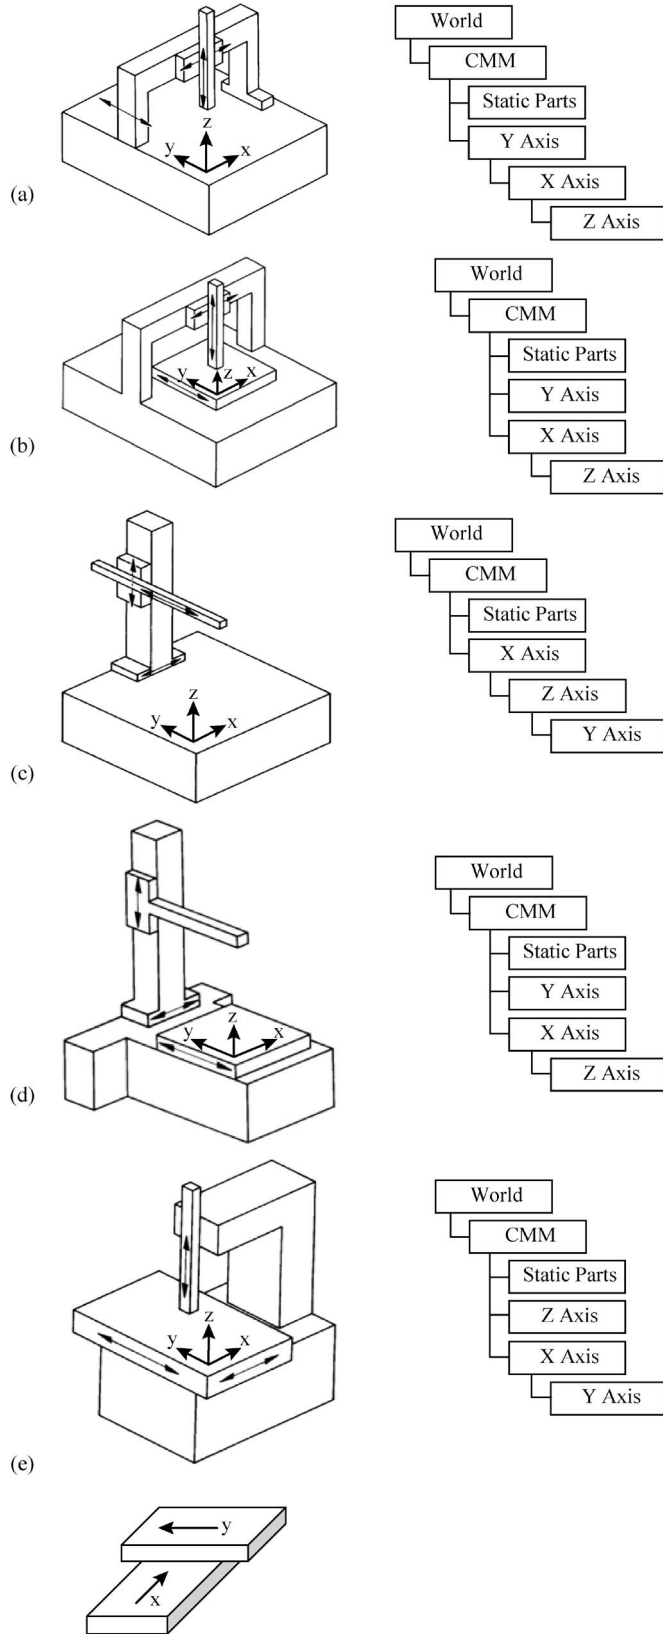 z
y
x
(a)
World
CMM
Static Parts
Y Axis
X Axis
Z Axis
y
z
x
(b)
World
CMM
Static Parts
Y Axis
X Axis
Z Axis
z
y
x
(c)
World
CMM
Static Parts
X Axis
Z Axis
Y Axis
z
y
x
(d)
World
CMM
Static Parts
Y Axis
X Axis
Z Axis
z
y
x
(e)
World
CMM
Static Parts
Z Axis
X Axis
Y Axis
y
x